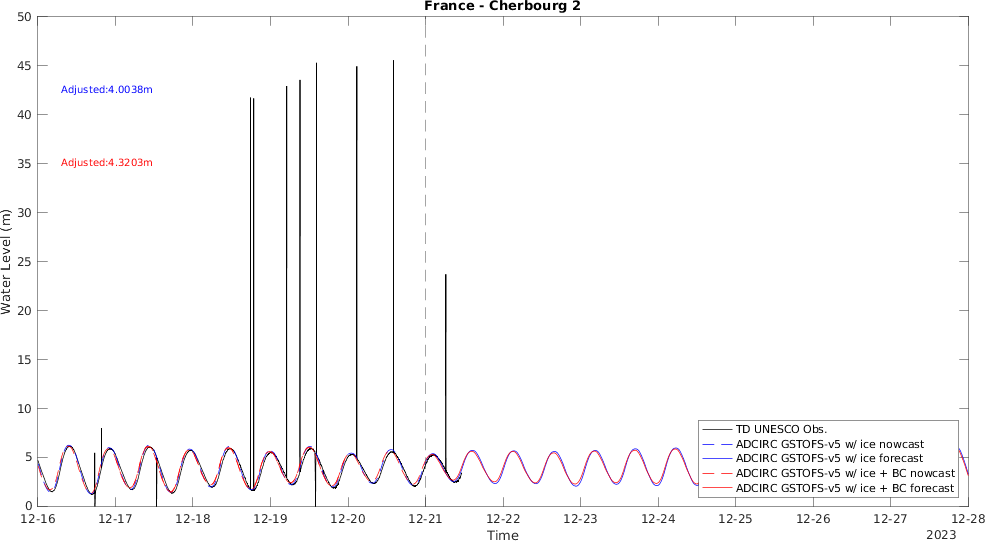 France - Cherbourg 2
50
45
40
35
30
25
20
15
10
5
0
Water Level (m)
Adjusted:4.0038m
Adjusted:4.3203m
TD UNESCO Obs.
ADCIRC GSTOFS-v5 w/ ice nowcast
ADCIRC GSTOFS-v5 w/ ice forecast
ADCIRC GSTOFS-v5 w/ ice + BC nowcast
ADCIRC GSTOFS-v5 w/ ice + BC forecast
12-16 12-17 12-18 12-19 12-20 12-21 12-22 12-23 12-24 12-25 12-26 12-27 12-28
Time
2023